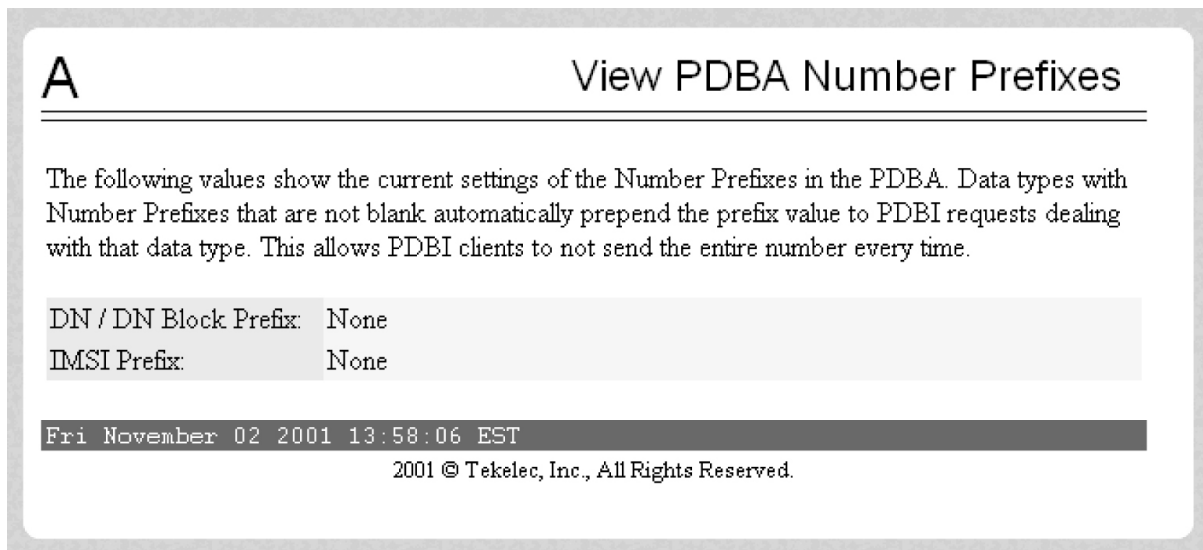 A
View PDBA Number Prefixes
The following values show the current settings of the Number Prefixes in the PDBA. Data types with
Number Prefixes that are not blank automatically prepend the prefix value to PDBI requests dealing
with that data type. This allows PDBI clients to not send the entire number every time.
DN / DN Block Prefix: None
IMSI Prefix: None
Fri November 02 2001 13:58:06 EST
2001 © Tekelec, Inc., All Rights Reserved.